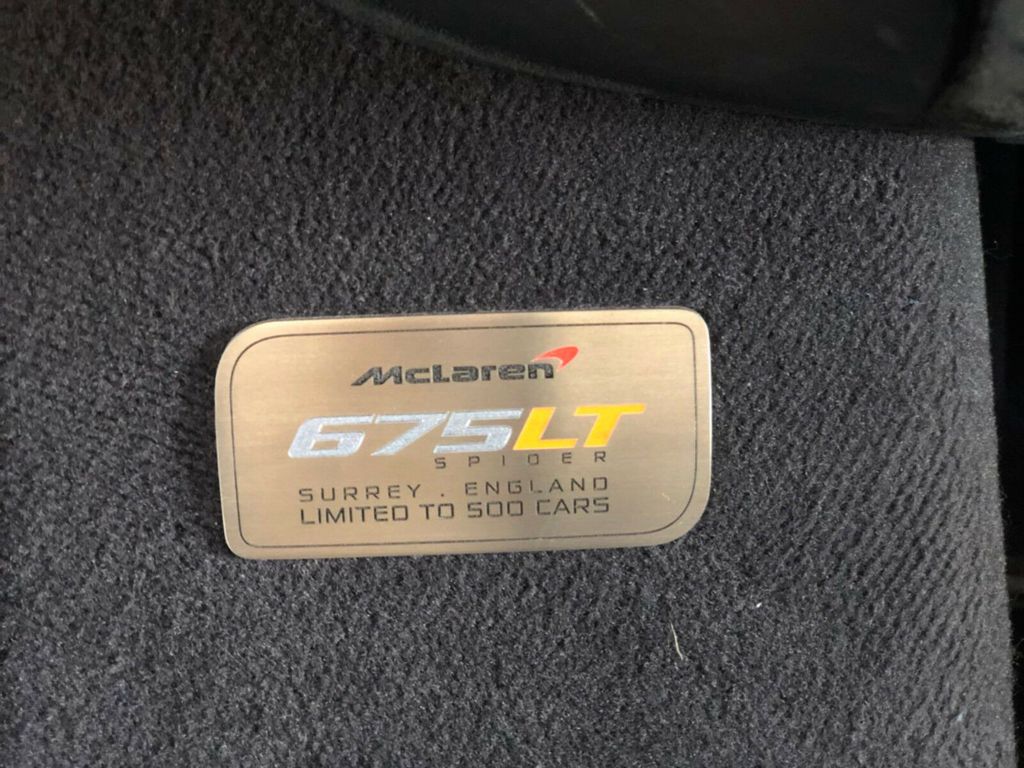 McLaren
675LT
SPIDER
SURREY . ENGLAND
LIMITED TO 500 CARS